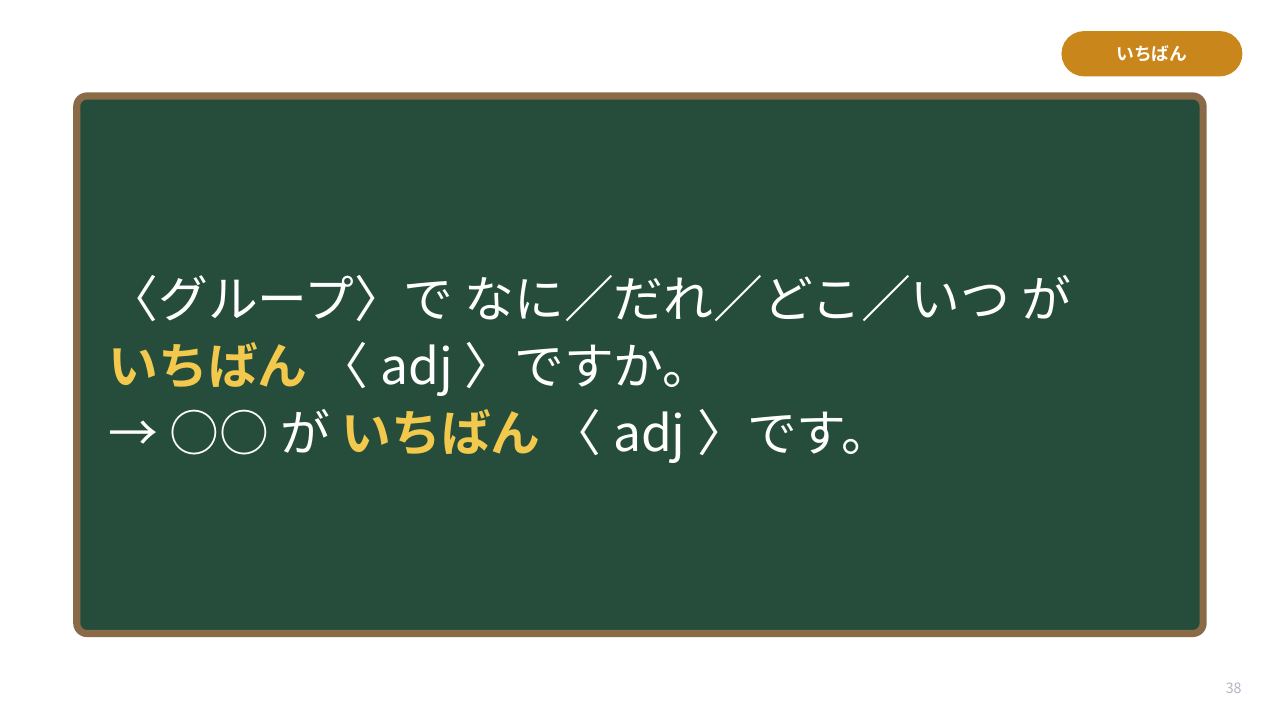 いちばん
〈グループ〉で なに／だれ／どこ／いつ が
いちばん 〈 adj 〉ですか。
→ ○○ が いちばん 〈 adj 〉です。
38